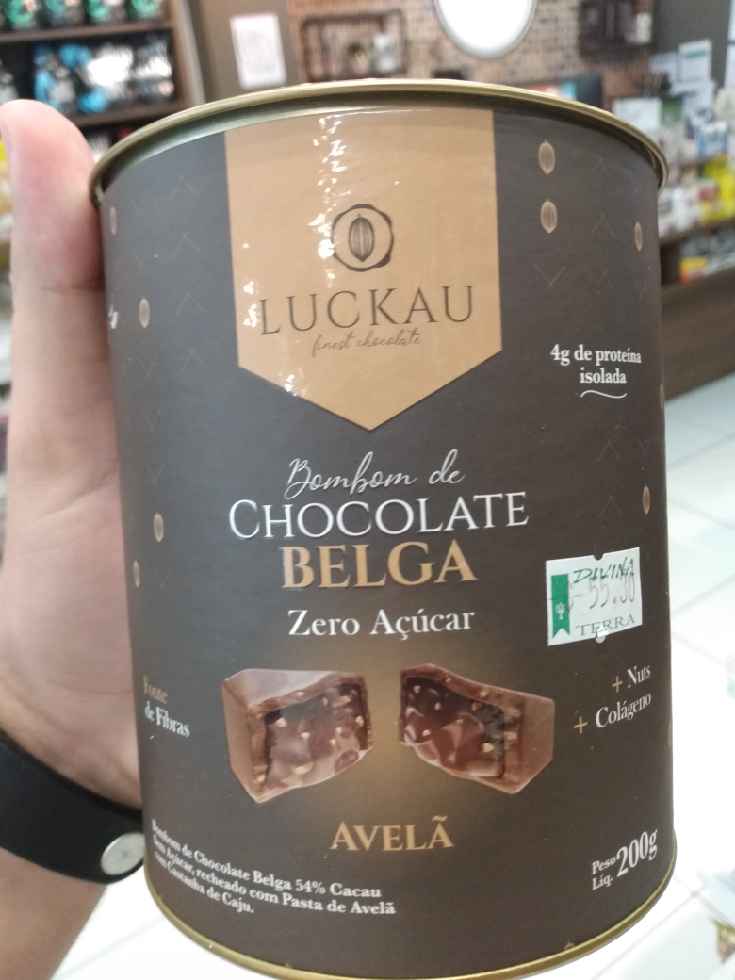 LUCKAU
finest chocolate
4g de proteína
isolada
Bombom de
CHOCOLATE
BELGA
Zero Açúcar
DIVINA
TERRA
Fonte
de Fibras
+ Nuts
+ Colágeno
AVELÃ
Bombom de Chocolate Belga 54% Cacau
Sem Açúcar, recheado com Pasta de Avelã
com Castanha de Caju.
Peso
Liq. 200g